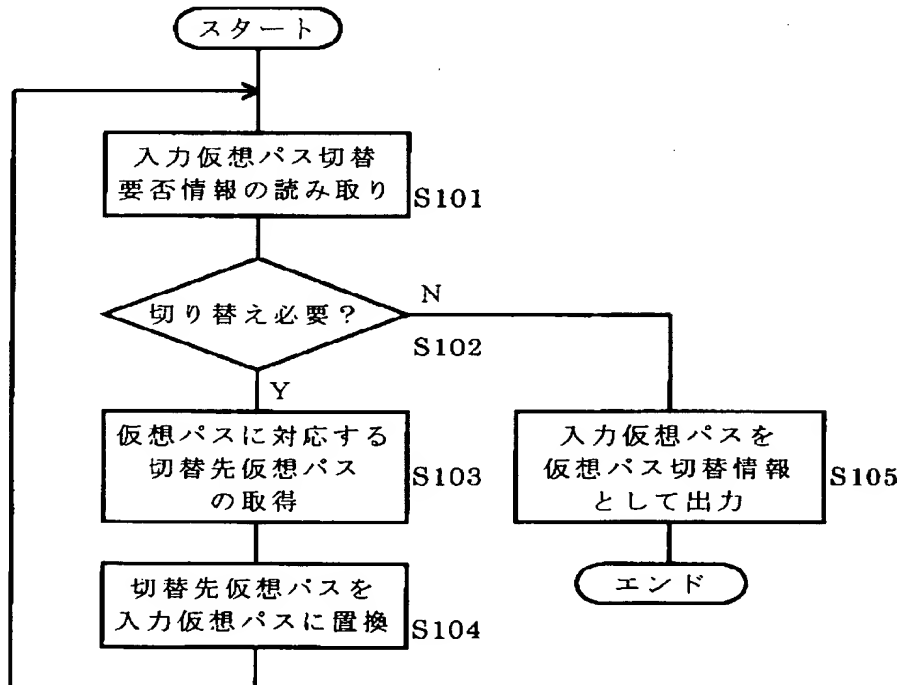 スタート
入力仮想パス切替
要否情報の読み取り
S101
切り替え必要?
N
S102
Y
仮想パスに対応する
切替先仮想パス
の取得
S103
入力仮想パスを
仮想パス切替情報
として出力
S105
切替先仮想パスを
入力仮想パスに置換
S104
エンド